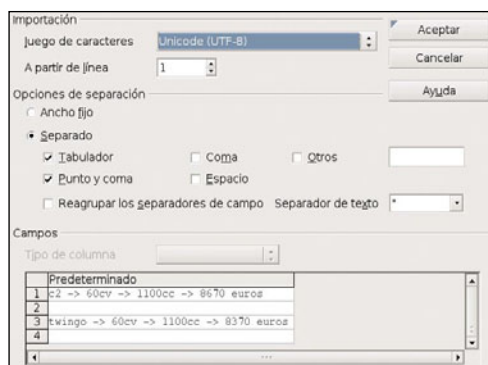 Importación
Juego de caracteres Unicode (UTF-8)
A partir de línea 1
Opciones de separación
Ancho fijo
Separado
Tabulador Coma Otros
Punto y coma Espacio
Reagrupar los separadores de campo Separador de texto
Campos
Tipo de columna
Predeterminado
1 c2 -> 60cv -> 1100cc -> 8670 euros
2
3 twingo -> 60cv -> 1100cc -> 8370 euros
4
Aceptar
Cancelar
Ayuda